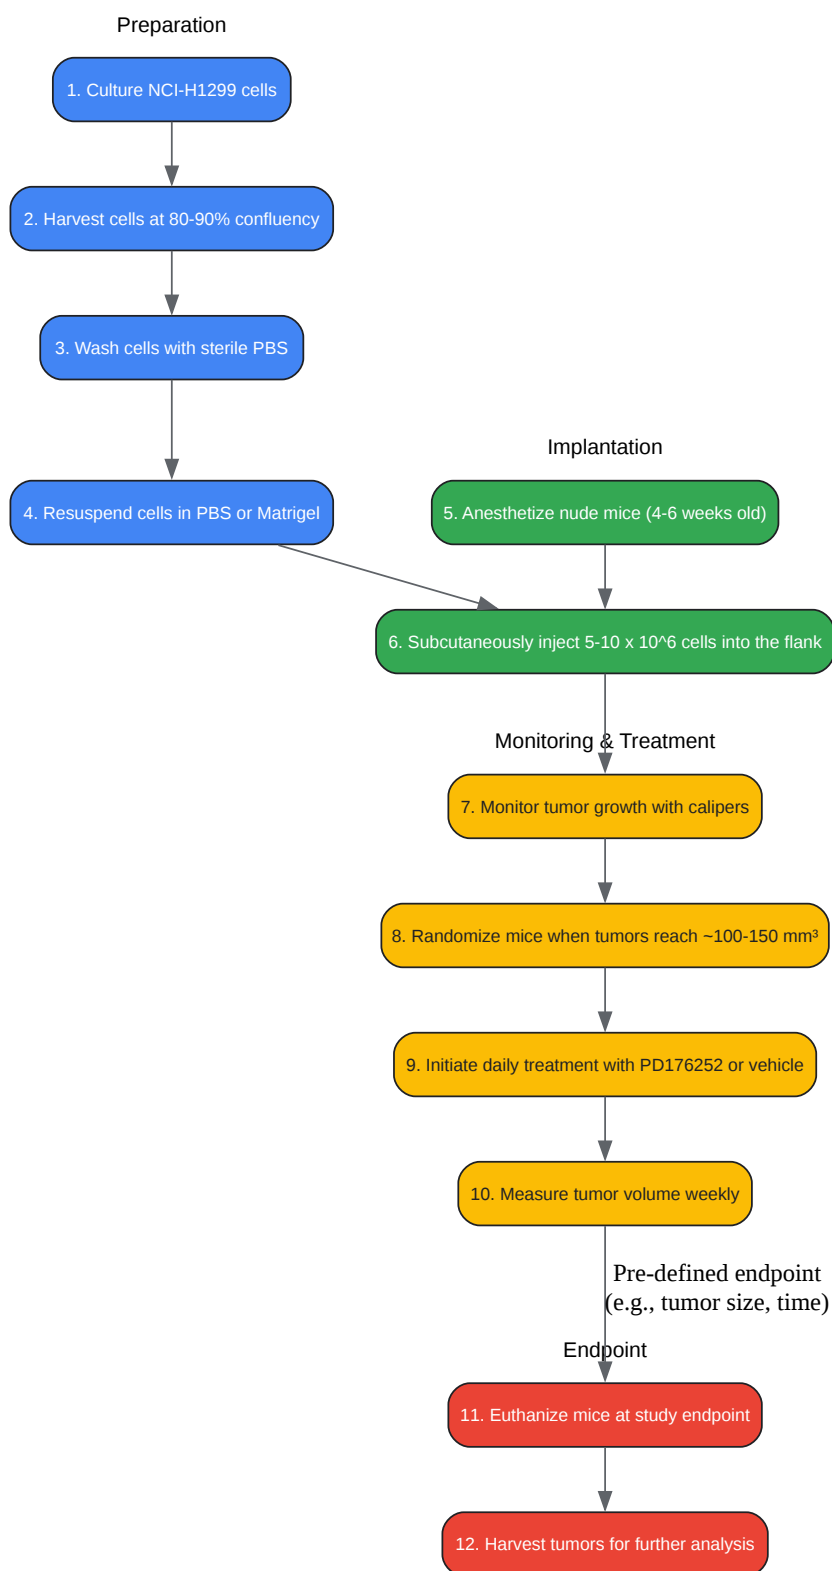 Preparation
1. Culture NCI-H1299 cells
2. Harvest cells at 80-90% confluency
3. Wash cells with sterile PBS
4. Resuspend cells in PBS or Matrigel
Implantation
5. Anesthetize nude mice (4-6 weeks old)
6. Subcutaneously inject 5-10 x 10^6 cells into the flank
Monitoring & Treatment
7. Monitor tumor growth with calipers
8. Randomize mice when tumors reach ~100-150 mm³
9. Initiate daily treatment with PD176252 or vehicle
10. Measure tumor volume weekly
Pre-defined endpoint
(e.g., tumor size, time)
Endpoint
11. Euthanize mice at study endpoint
12. Harvest tumors for further analysis